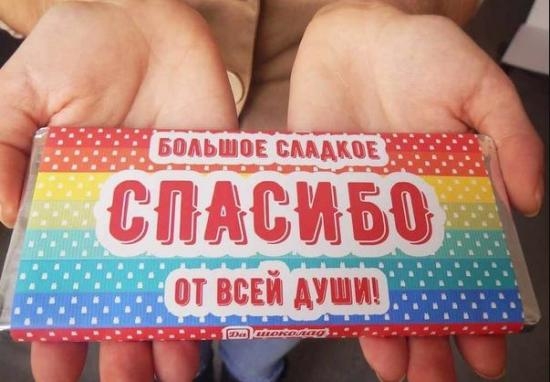 БОЛЬШОЕ СЛАДКОЕ
СПАСИБО
ОТ ВСЕЙ ДУШИ!
Да шоколад